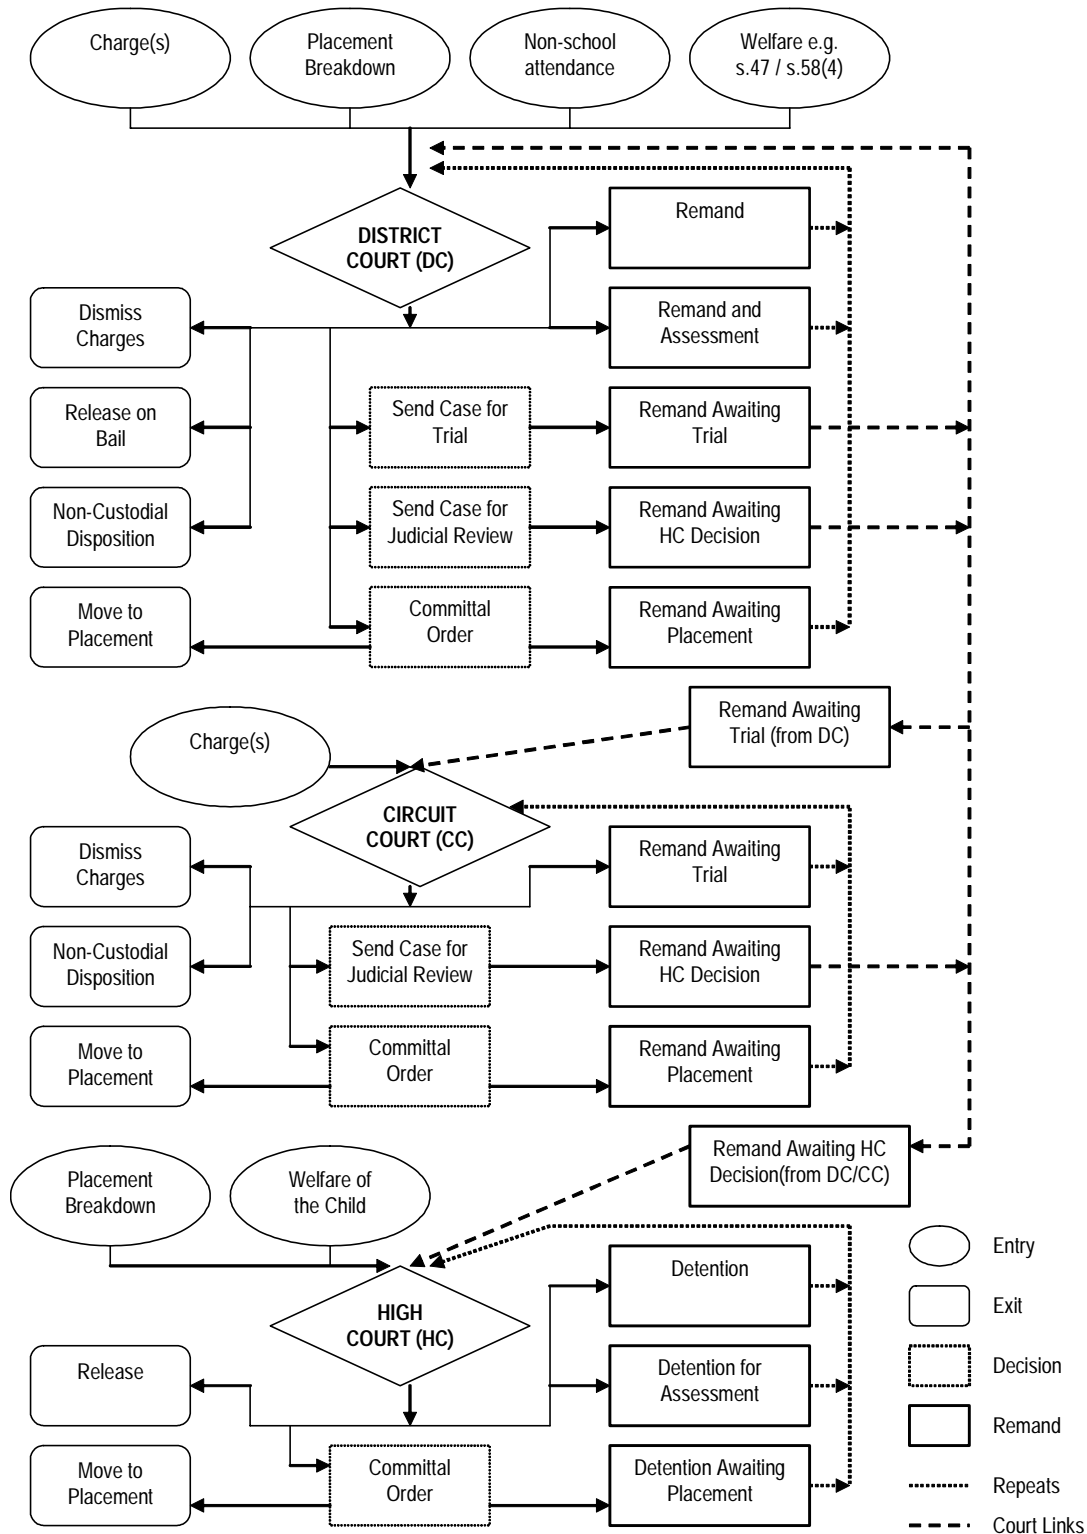 Charge(s)
Placement
Breakdown
Non-school
attendance
Welfare e.g.
s.47 / s.58(4)
DISTRICT
COURT (DC)
Remand
Dismiss
Charges
Remand and
Assessment
Release on
Bail
Send Case for
Trial
Remand Awaiting
Trial
Non-Custodial
Disposition
Send Case for
Judicial Review
Remand Awaiting
HC Decision
Move to
Placement
Committal
Order
Remand Awaiting
Placement
Remand Awaiting
Trial (from DC)
Charge(s)
CIRCUIT
COURT (CC)
Dismiss
Charges
Remand Awaiting
Trial
Non-Custodial
Disposition
Send Case for
Judicial Review
Remand Awaiting
HC Decision
Move to
Placement
Committal
Order
Remand Awaiting
Placement
Remand Awaiting HC
Decision(from DC/CC)
Placement
Breakdown
Welfare of
the Child
HIGH
COURT (HC)
Detention
Release
Detention for
Assessment
Move to
Placement
Committal
Order
Detention Awaiting
Placement
Entry
Exit
Decision
Remand
Repeats
Court Links